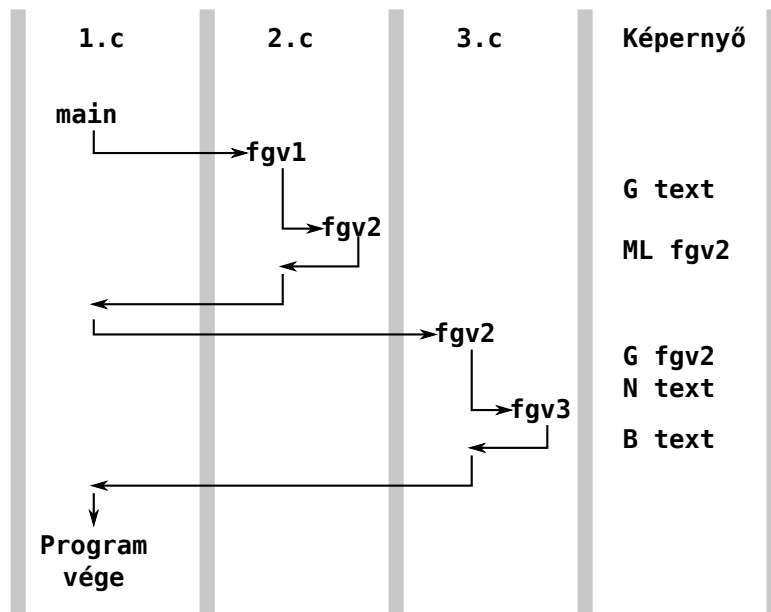 1.c 2.c 3.c Képernyő
main
fgv1
G text
fgv2
ML fgv2
fgv2
G fgv2
N text
fgv3
B text
Program
vége